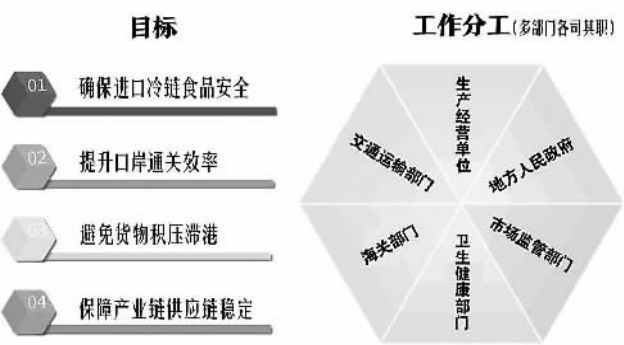 目标
01
确保进口冷链食品安全
02
提升口岸通关效率
03
避免货物积压滞港
04
保障产业链供应链稳定
工作分工(多部门各司其职)
生产经营单位
地方人民政府
市场监管部门
卫生健康部门
海关部门
交通运输部门